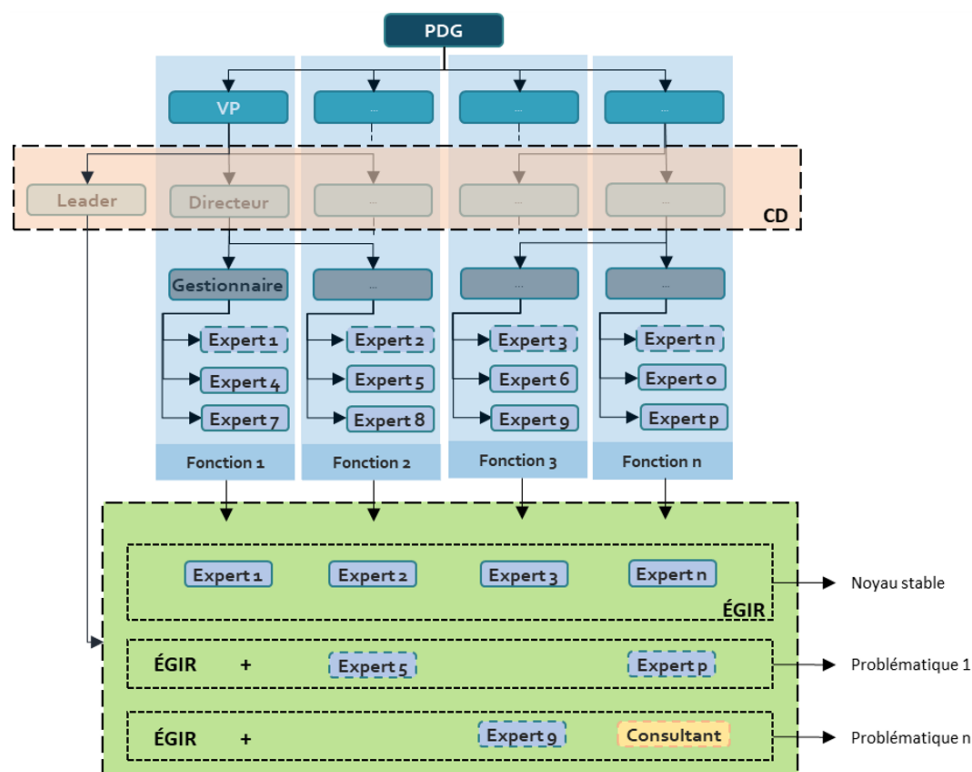 PDG
VP
...
...
...
Leader
Directeur
...
...
...
CD
Gestionnaire
...
...
...
Expert 1
Expert 2
Expert 3
Expert n
Expert 4
Expert 5
Expert 6
Expert o
Expert 7
Expert 8
Expert 9
Expert p
Fonction 1
Fonction 2
Fonction 3
Fonction n
Expert 1
Expert 2
Expert 3
Expert n
ÉGIR
Noyau stable
ÉGIR + Expert 5 Expert p
Problématique 1
ÉGIR + Expert 9 Consultant
Problématique n